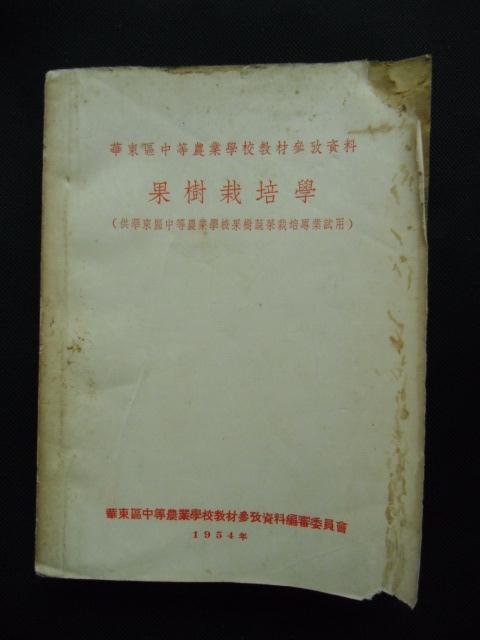 華東區中等農業學校教材參攷資料
果樹栽培學
(供華東區中等農業學校果樹蔬菜栽培專業試用)
華東區中等農業學校教材參攷資料編審委員會
1954年